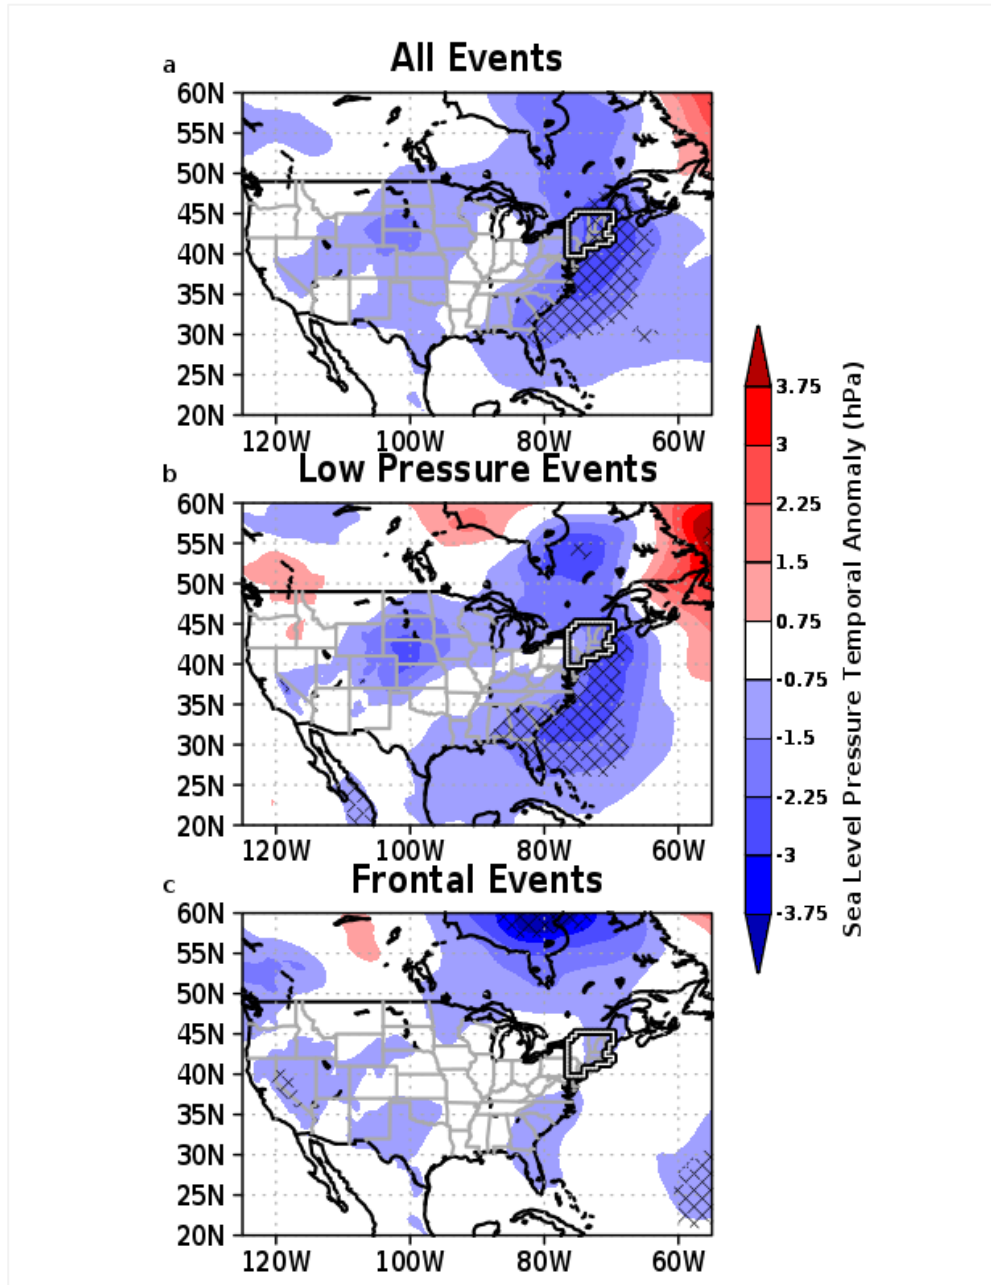 a
All Events
60N
55N
50N
45N
40N
35N
30N
25N
20N
120W 100W 80W 60W
b
Low Pressure Events
60N
55N
50N
45N
40N
35N
30N
25N
20N
120W 100W 80W 60W
c
Frontal Events
60N
55N
50N
45N
40N
35N
30N
25N
20N
120W 100W 80W 60W
3.75
3
2.25
1.5
0.75
-0.75
-1.5
-2.25
-3
-3.75
Sea Level Pressure Temporal Anomaly (hPa)